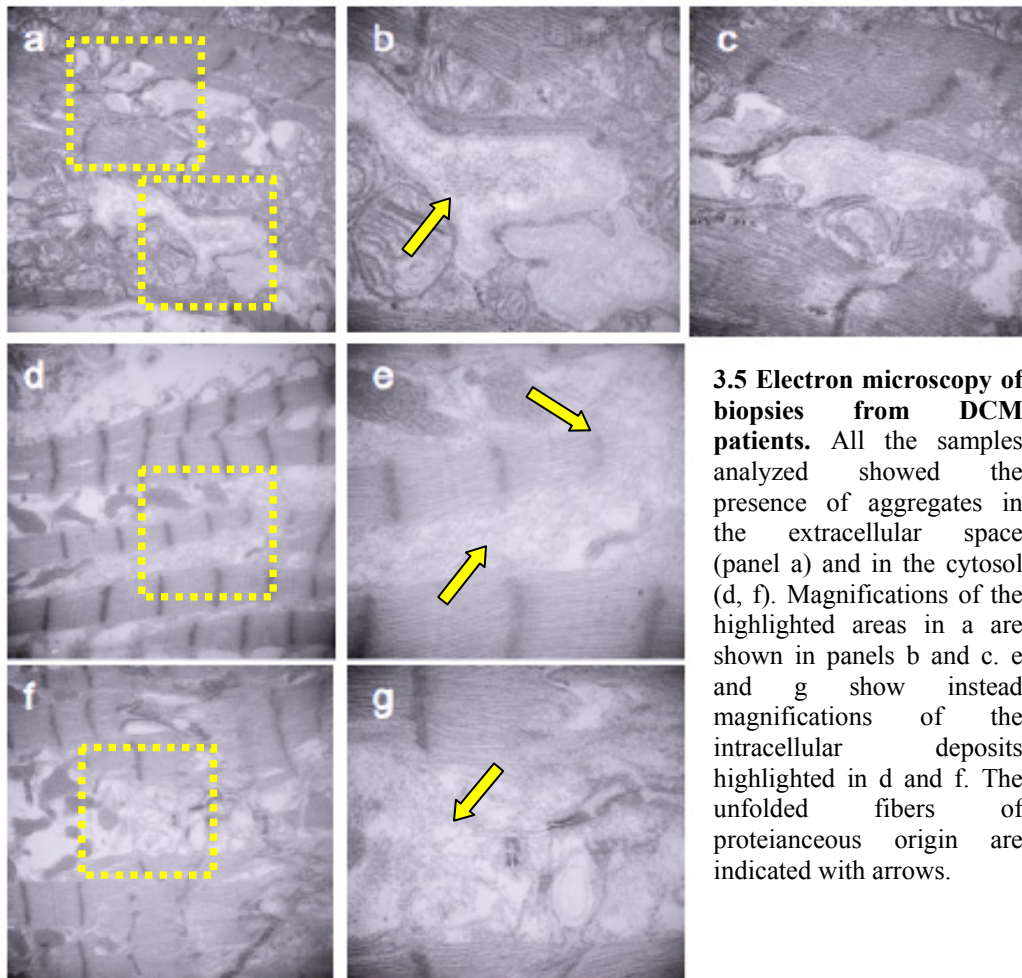 a
b
c
d
e
f
g
3.5 Electron microscopy of
biopsies from DCM
patients. All the samples
analyzed showed the
presence of aggregates in
the extracellular space
(panel a) and in the cytosol
(d, f). Magnifications of the
highlighted areas in a are
shown in panels b and c. e
and g show instead
magnifications of the
intracellular deposits
highlighted in d and f. The
unfolded fibers of
proteianceous origin are
indicated with arrows.